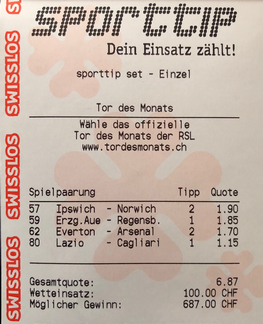 sporttip
Dein Einsatz zählt!
sporttip set - Einzel
Tor des Monats
Wähle das offizielle
Tor des Monats der RSL
www.tordesmonats.ch
Spielpaarung Tipp Quote
57 Ipswich - Norwich 2 1.90
59 Erzg.Aue - Regensb. 1 1.85
62 Everton - Arsenal 2 1.70
80 Lazio - Cagliari 1 1.15
Gesamtquote: 6.87
Wetteinsatz: 100.00 CHF
Möglicher Gewinn: 687.00 CHF
SWISSLOS
SWISSLOS
SWISSLOS